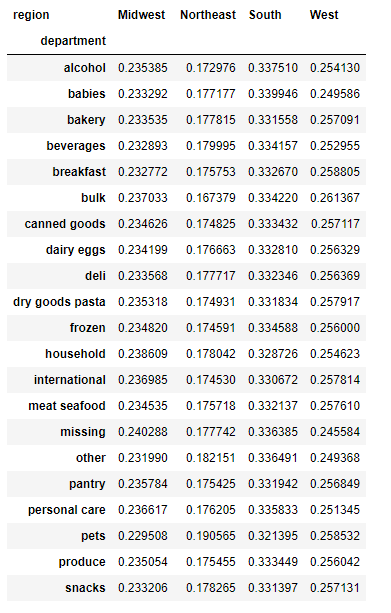 region Midwest Northeast South West
department
alcohol 0.235385 0.172976 0.337510 0.254130
babies 0.233292 0.177177 0.339946 0.249586
bakery 0.233535 0.177815 0.331558 0.257091
beverages 0.232893 0.179995 0.334157 0.252955
breakfast 0.232772 0.175753 0.332670 0.258805
bulk 0.237033 0.167379 0.334220 0.261367
canned goods 0.234626 0.174825 0.333432 0.257117
dairy eggs 0.234199 0.176663 0.332810 0.256329
deli 0.233568 0.177717 0.332346 0.256369
dry goods pasta 0.235318 0.174931 0.331834 0.257917
frozen 0.234820 0.174591 0.334588 0.256000
household 0.238609 0.178042 0.328726 0.254623
international 0.236985 0.174530 0.330672 0.257814
meat seafood 0.234535 0.175718 0.332137 0.257610
missing 0.240288 0.177742 0.336385 0.245584
other 0.231990 0.182151 0.336491 0.249368
pantry 0.235784 0.175425 0.331942 0.256849
personal care 0.236617 0.176205 0.335833 0.251345
pets 0.229508 0.190565 0.321395 0.258532
produce 0.235054 0.175455 0.333449 0.256042
snacks 0.233206 0.178265 0.331397 0.257131